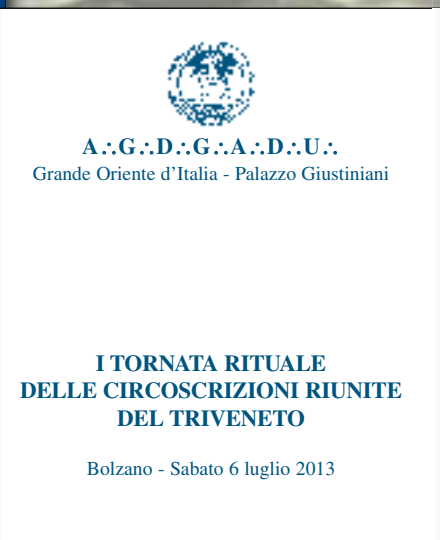 A∴G∴D∴G∴A∴D∴U∴
Grande Oriente d'Italia - Palazzo Giustiniani
I TORNATA RITUALE
DELLE CIRCOSCRIZIONI RIUNITE
DEL TRIVENETO
Bolzano - Sabato 6 luglio 2013